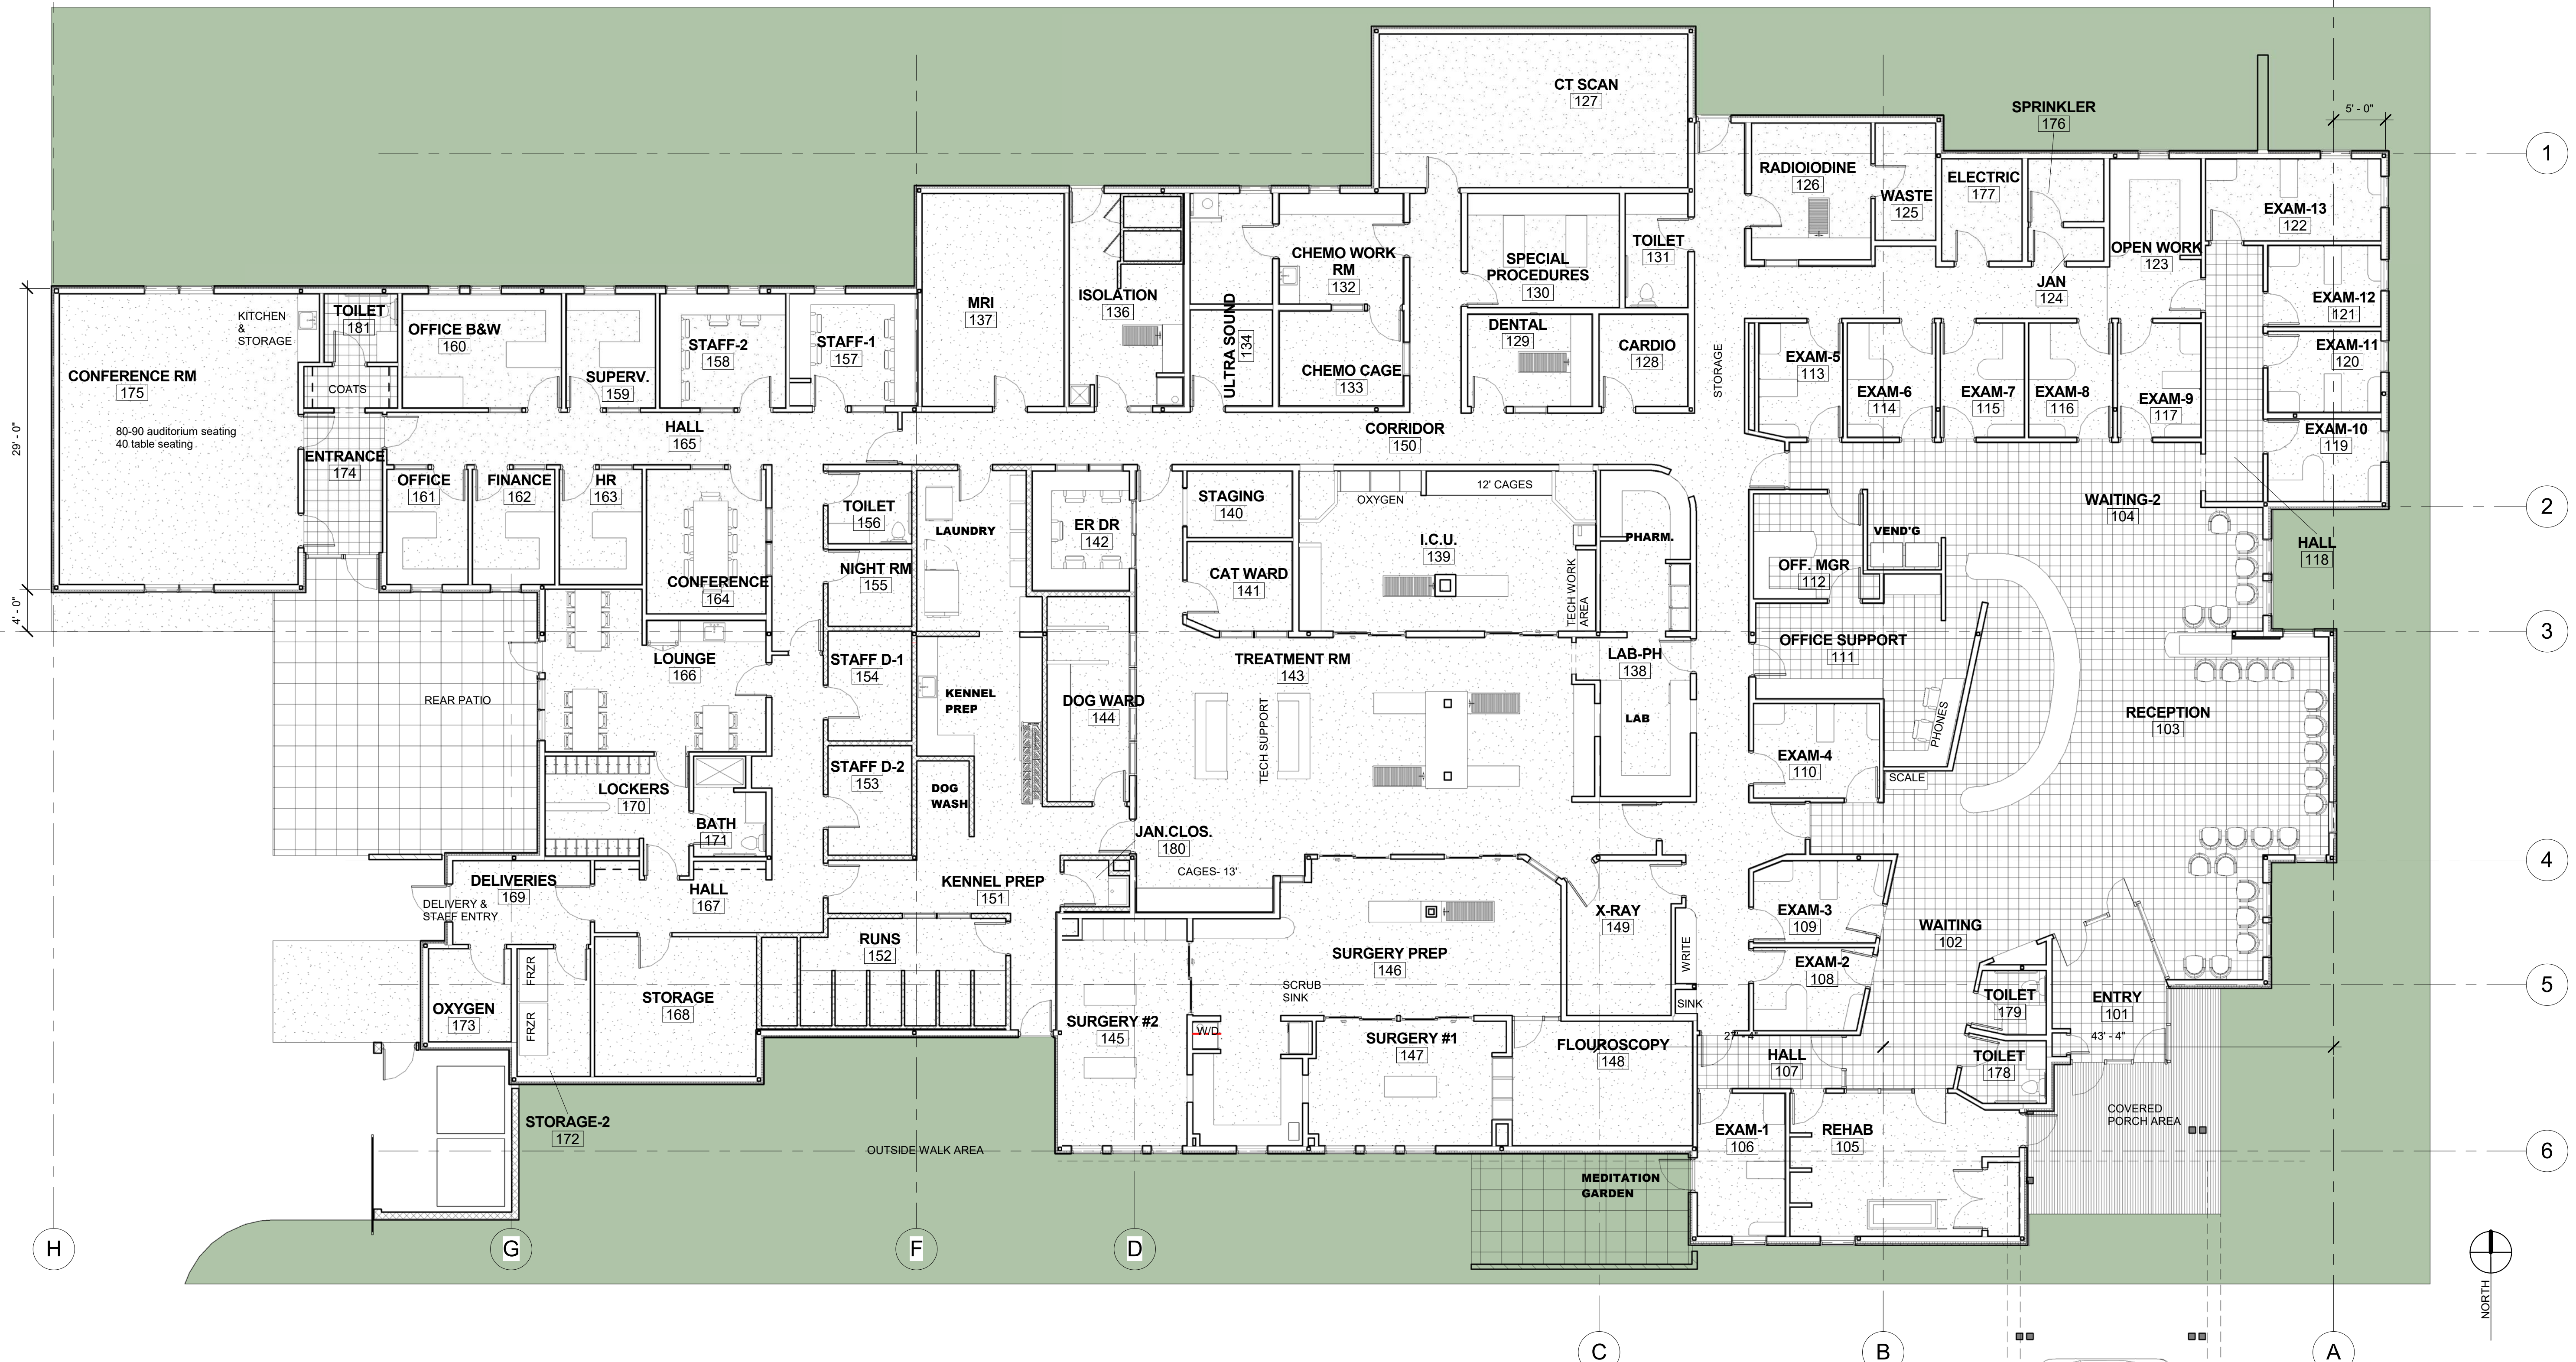 CT SCAN
127
SPRINKLER
176
5' - 0"
1
RADIOIODINE
126
WASTE
125
ELECTRIC
177
EXAM-13
122
OPEN WORK
123
JAN
124
EXAM-12
121
TOILET
131
SPECIAL
PROCEDURES
130
CHEMO WORK
RM
132
ISOLATION
136
MRI
137
ULTRA SOUND
134
CHEMO CAGE
133
DENTAL
129
CARDIO
128
STORAGE
EXAM-5
113
EXAM-6
114
EXAM-7
115
EXAM-8
116
EXAM-9
117
EXAM-11
120
EXAM-10
119
KITCHEN
&
STORAGE
TOILET
181
OFFICE B&W
160
SUPERV.
159
STAFF-2
158
STAFF-1
157
CONFERENCE RM
175
COATS
80-90 auditorium seating
40 table seating
29' - 0"
4' - 0"
HALL
165
CORRIDOR
150
ENTRANCE
174
OFFICE
161
FINANCE
162
HR
163
CONFERENCE
164
TOILET
156
LAUNDRY
ER DR
142
STAGING
140
OXYGEN
12' CAGES
I.C.U.
139
PHARM.
WAITING-2
104
VEND'G
2
HALL
118
OFF. MGR
112
NIGHT RM
155
CAT WARD
141
TECH WORK
AREA
3
LOUNGE
166
STAFF D-1
154
KENNEL
PREP
DOG WARD
144
TREATMENT RM
143
TECH SUPPORT
LAB-PH
138
LAB
OFFICE SUPPORT
111
PHONES
RECEPTION
103
REAR PATIO
EXAM-4
110
SCALE
LOCKERS
170
BATH
171
STAFF D-2
153
DOG
WASH
JAN.CLOS.
180
4
DELIVERIES
169
DELIVERY &
STAFF ENTRY
HALL
167
KENNEL PREP
151
CAGES- 13'
X-RAY
149
WRITE
EXAM-3
109
WAITING
102
RUNS
152
SURGERY PREP
146
EXAM-2
108
SCRUB
SINK
SINK
5
OXYGEN
173
FRZR
FRZR
STORAGE
168
SURGERY #2
145
W/D
SURGERY #1
147
FLOUROSCOPY
148
27' - 4"
HALL
107
TOILET
179
TOILET
178
ENTRY
101
43' - 4"
STORAGE-2
172
OUTSIDE WALK AREA
EXAM-1
106
REHAB
105
COVERED
PORCH AREA
6
MEDITATION
GARDEN
H
G
F
D
C
B
A
NORTH